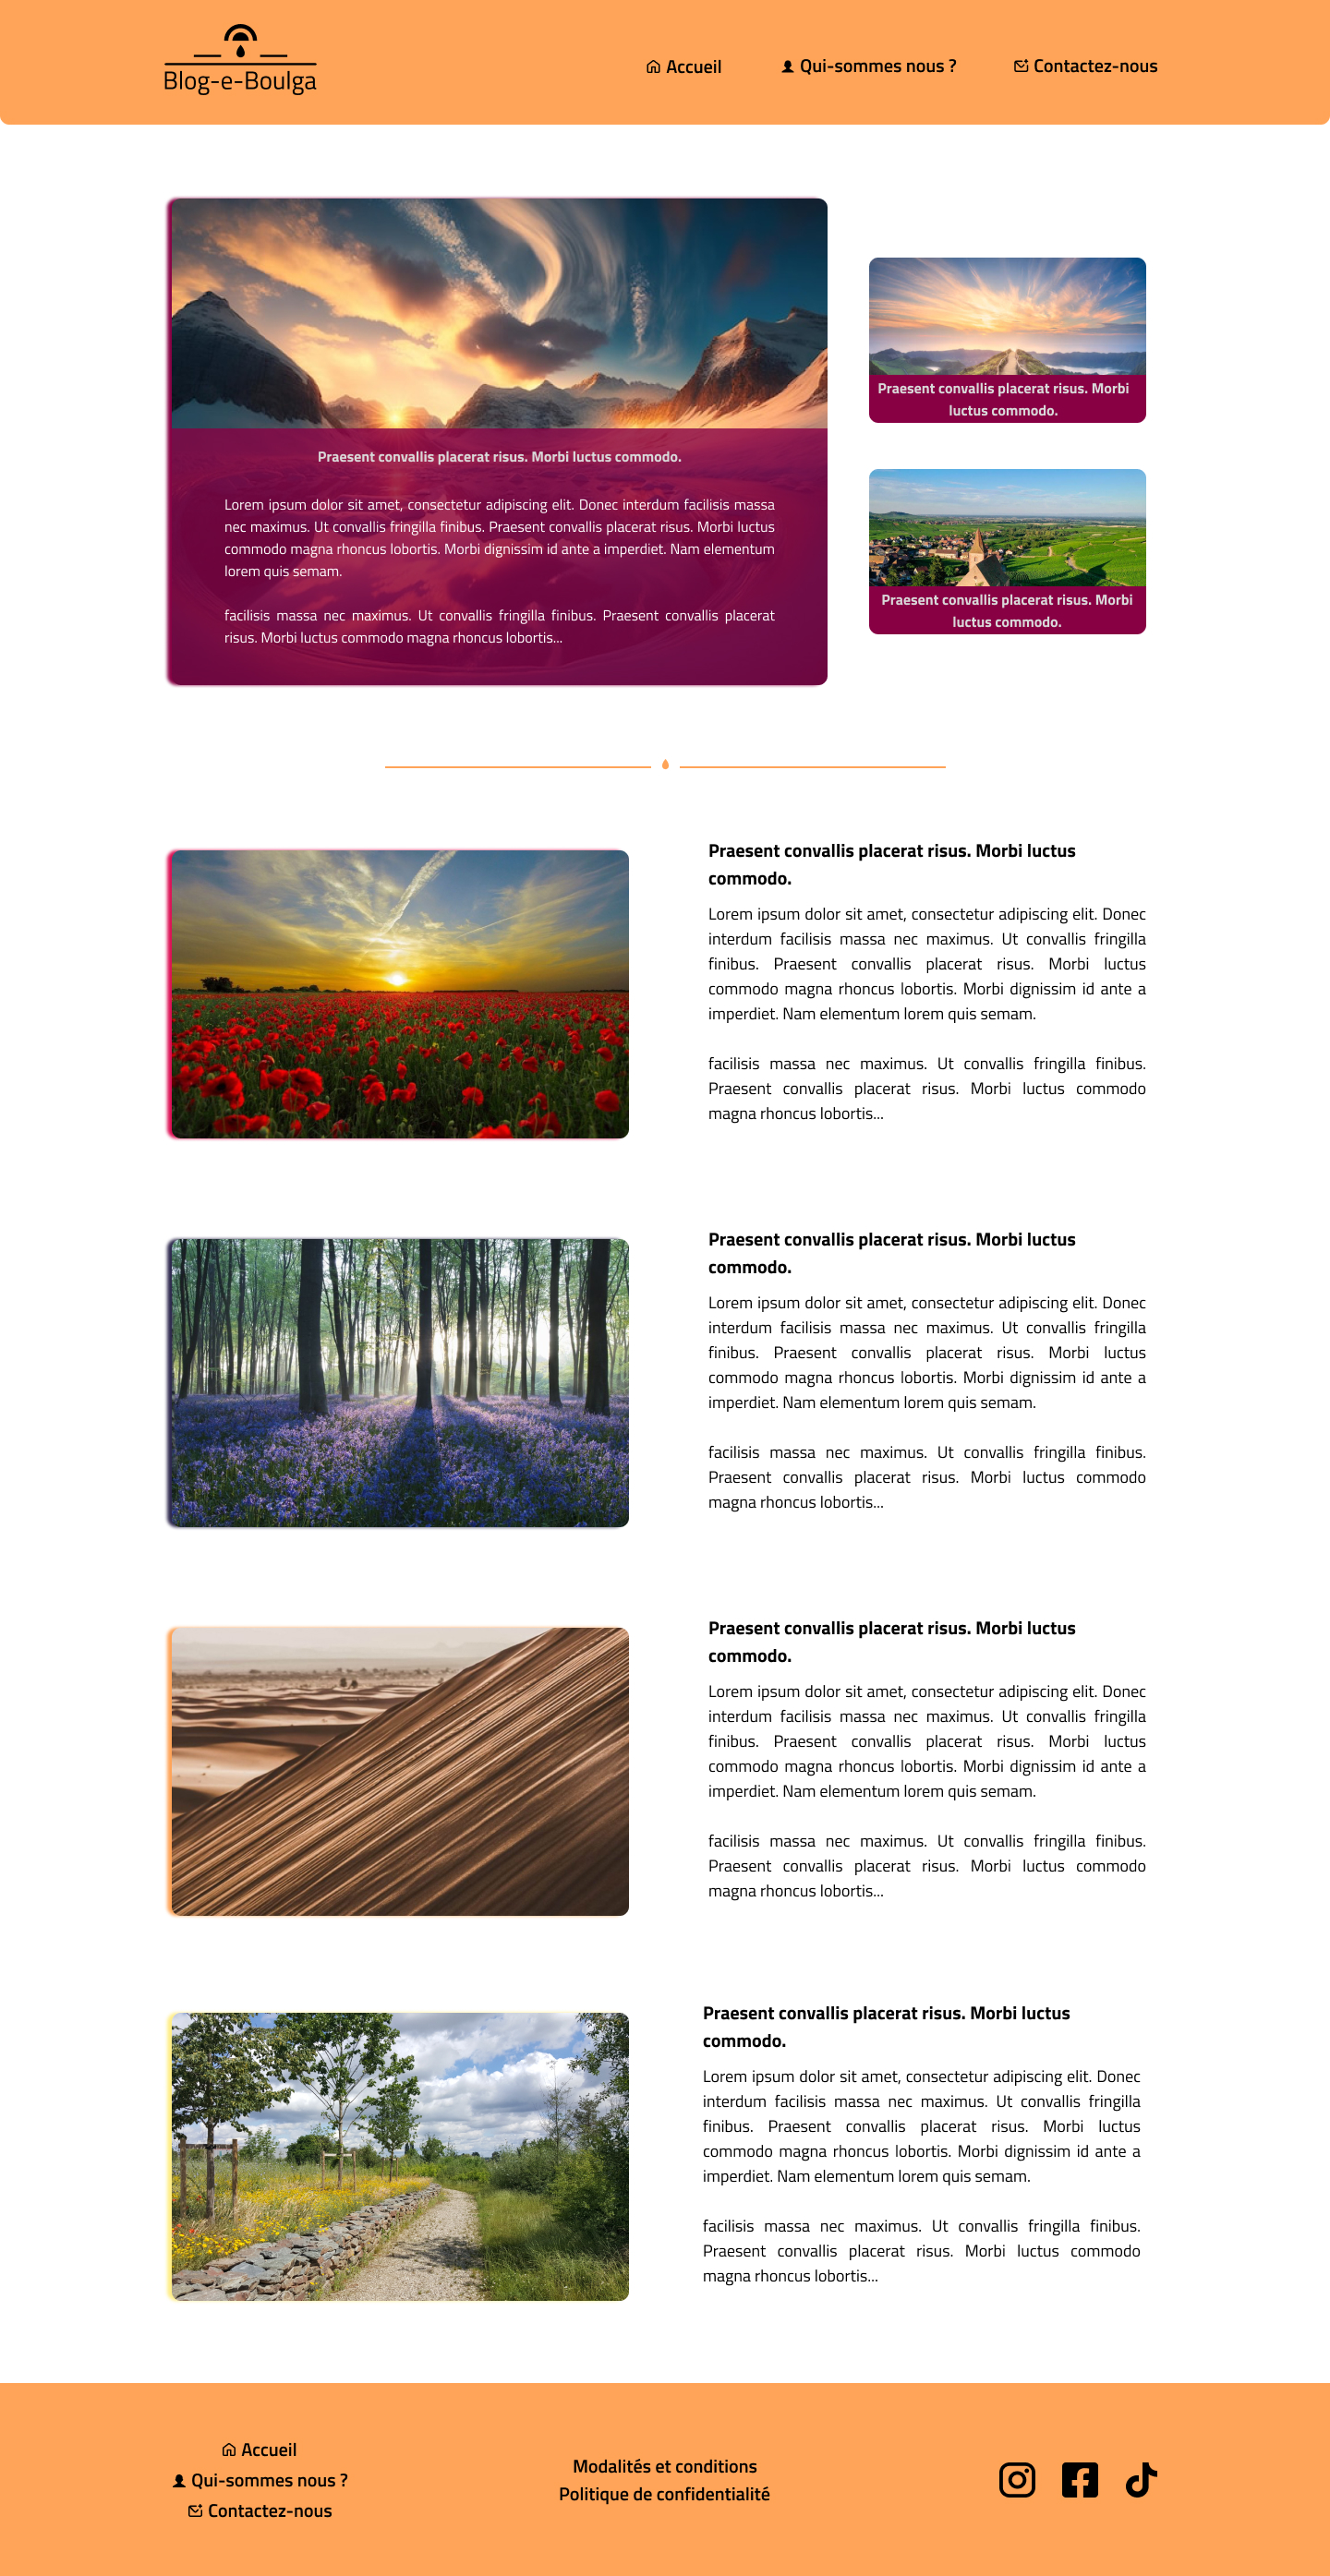 Blog-e-Boulga
Accueil
Qui-sommes nous ?
Contactez-nous
Praesent convallis placerat risus. Morbi luctus commodo.
Lorem ipsum dolor sit amet, consectetur adipiscing elit. Donec interdum facilisis massa
nec maximus. Ut convallis fringilla finibus. Praesent convallis placerat risus. Morbi luctus
commodo magna rhoncus lobortis. Morbi dignissim id ante a imperdiet. Nam elementum
lorem quis semam.
facilisis massa nec maximus. Ut convallis fringilla finibus. Praesent convallis placerat
risus. Morbi luctus commodo magna rhoncus lobortis...
Praesent convallis placerat risus. Morbi
luctus commodo.
Praesent convallis placerat risus. Morbi
luctus commodo.
Praesent convallis placerat risus. Morbi luctus
commodo.
Lorem ipsum dolor sit amet, consectetur adipiscing elit. Donec
interdum facilisis massa nec maximus. Ut convallis fringilla
finibus. Praesent convallis placerat risus. Morbi luctus
commodo magna rhoncus lobortis. Morbi dignissim id ante a
imperdiet. Nam elementum lorem quis semam.
facilisis massa nec maximus. Ut convallis fringilla finibus.
Praesent convallis placerat risus. Morbi luctus commodo
magna rhoncus lobortis...
Praesent convallis placerat risus. Morbi luctus
commodo.
Lorem ipsum dolor sit amet, consectetur adipiscing elit. Donec
interdum facilisis massa nec maximus. Ut convallis fringilla
finibus. Praesent convallis placerat risus. Morbi luctus
commodo magna rhoncus lobortis. Morbi dignissim id ante a
imperdiet. Nam elementum lorem quis semam.
facilisis massa nec maximus. Ut convallis fringilla finibus.
Praesent convallis placerat risus. Morbi luctus commodo
magna rhoncus lobortis...
Praesent convallis placerat risus. Morbi luctus
commodo.
Lorem ipsum dolor sit amet, consectetur adipiscing elit. Donec
interdum facilisis massa nec maximus. Ut convallis fringilla
finibus. Praesent convallis placerat risus. Morbi luctus
commodo magna rhoncus lobortis. Morbi dignissim id ante a
imperdiet. Nam elementum lorem quis semam.
facilisis massa nec maximus. Ut convallis fringilla finibus.
Praesent convallis placerat risus. Morbi luctus commodo
magna rhoncus lobortis...
Praesent convallis placerat risus. Morbi luctus
commodo.
Lorem ipsum dolor sit amet, consectetur adipiscing elit. Donec
interdum facilisis massa nec maximus. Ut convallis fringilla
finibus. Praesent convallis placerat risus. Morbi luctus
commodo magna rhoncus lobortis. Morbi dignissim id ante a
imperdiet. Nam elementum lorem quis semam.
facilisis massa nec maximus. Ut convallis fringilla finibus.
Praesent convallis placerat risus. Morbi luctus commodo
magna rhoncus lobortis...
Accueil
Qui-sommes nous ?
Contactez-nous
Modalités et conditions
Politique de confidentialité